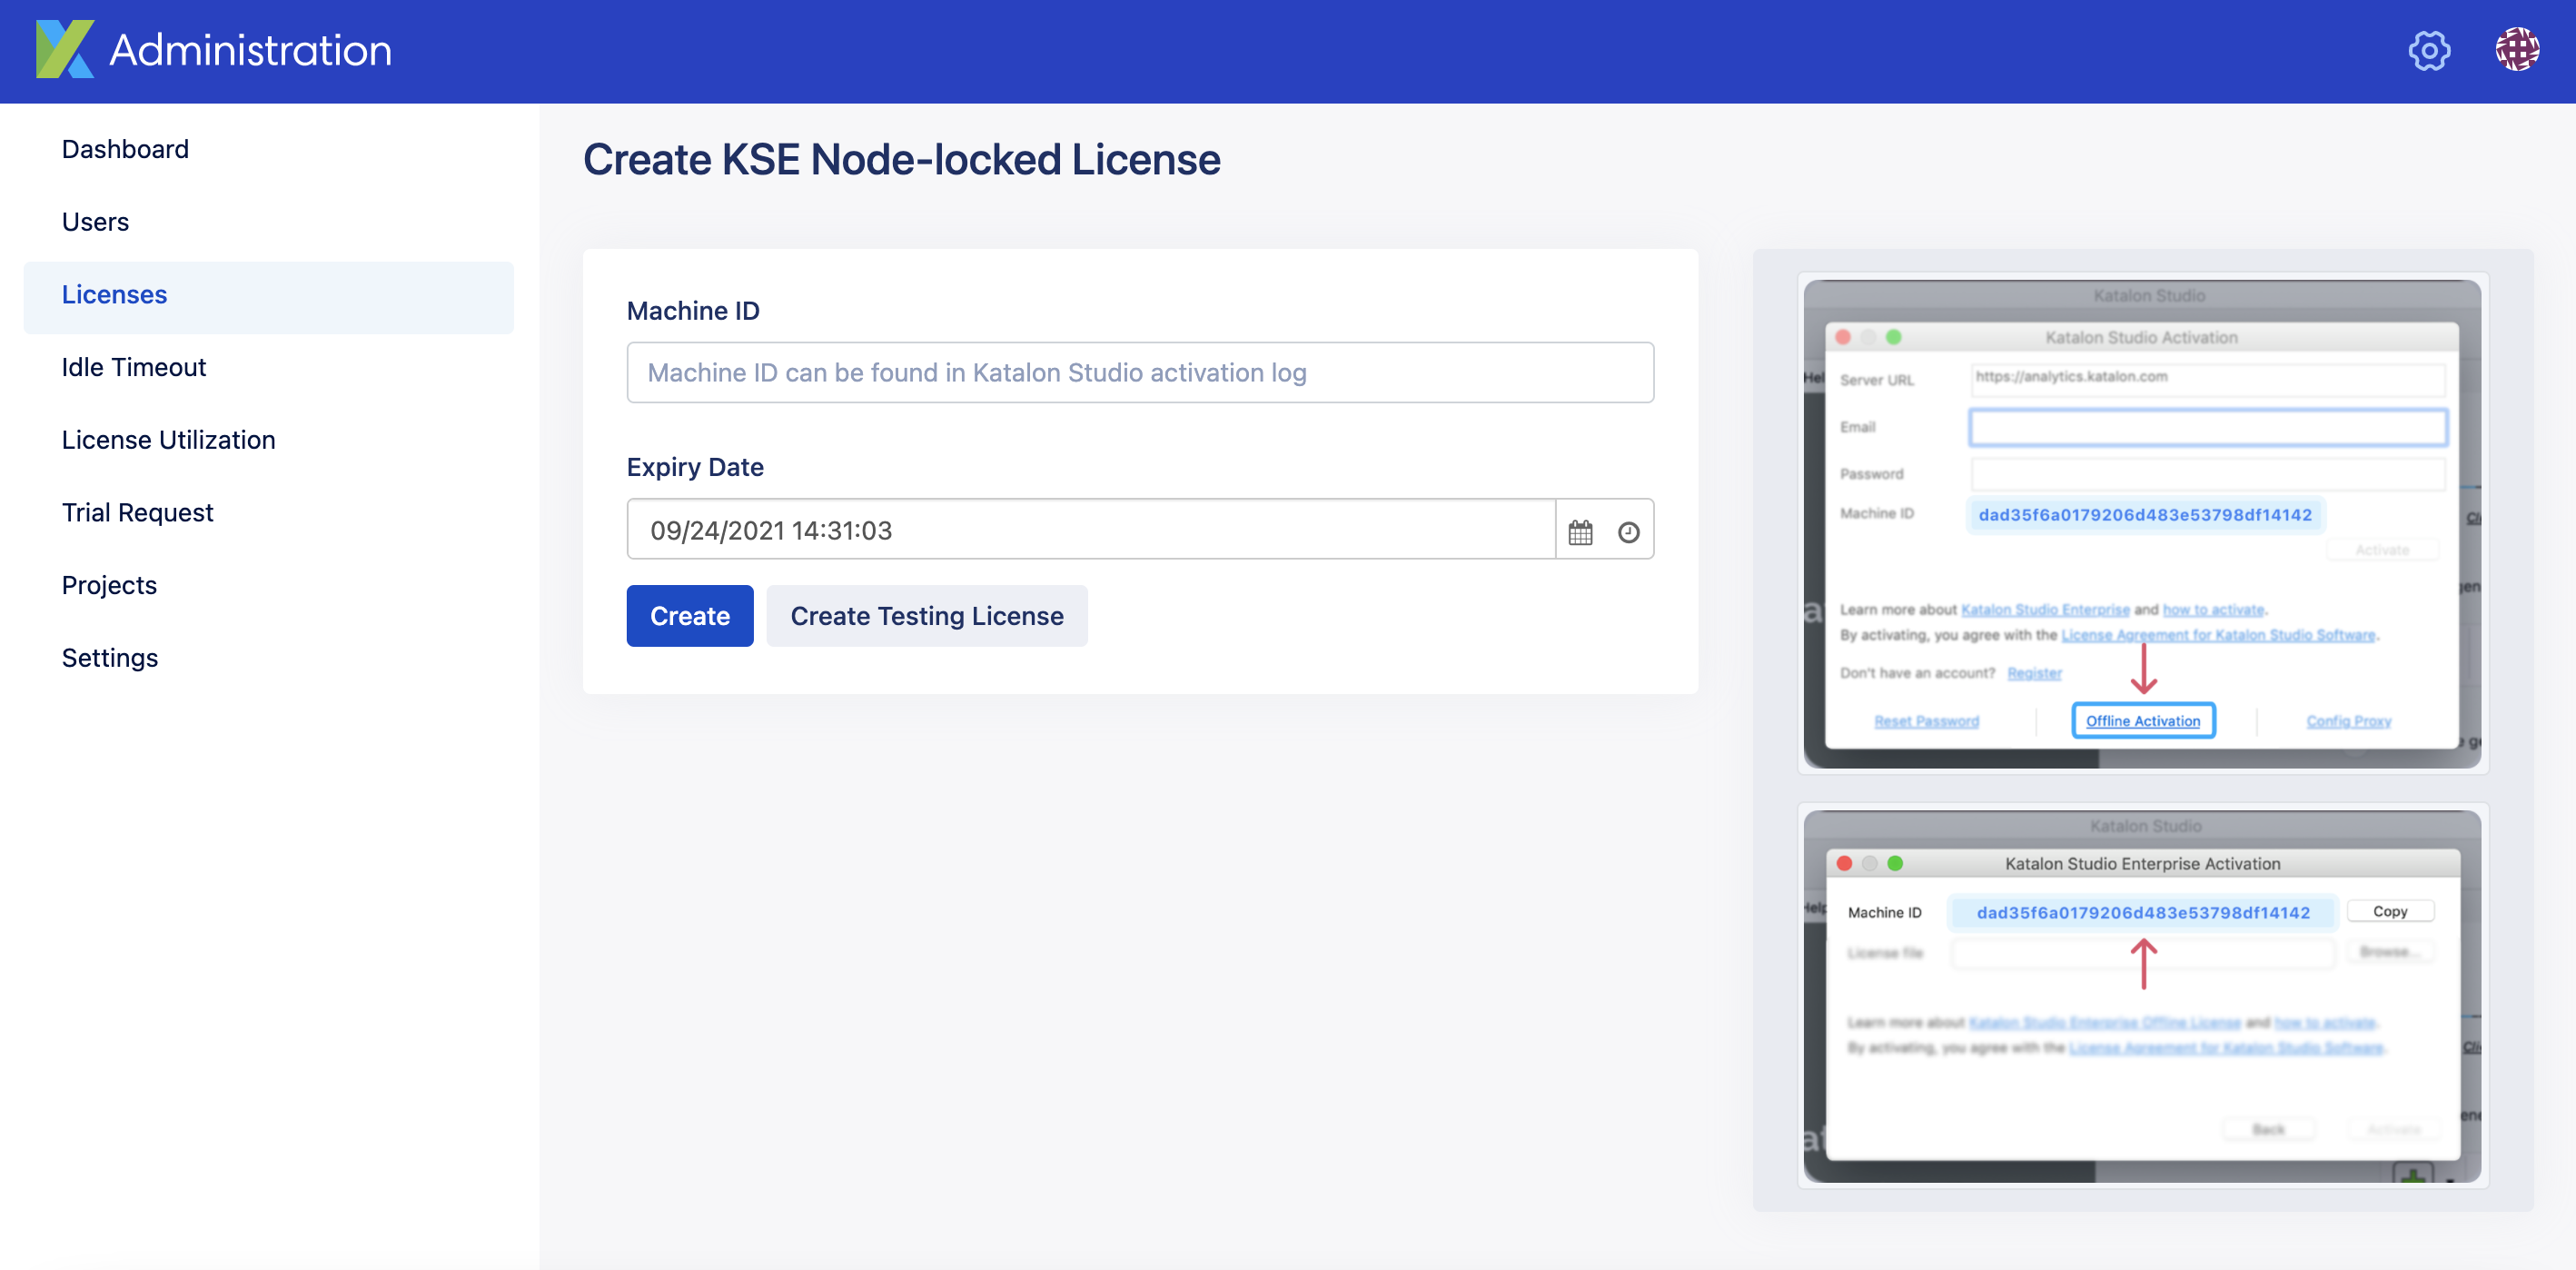 Administration
Dashboard
Users
Licenses
Idle Timeout
License Utilization
Trial Request
Projects
Settings
Create KSE Node-locked License
Machine ID
Machine ID can be found in Katalon Studio activation log
Expiry Date
09/24/2021 14:31:03
Create
Create Testing License
Katalon Studio
Katalon Studio Activation
Hel
Server URL
https://analytics.katalon.com
Email
Password
Machine ID
dad35f6a0179206d483e53798df14142
Activate
Learn more about Katalon Studio Enterprise and how to activate.
By activating, you agree with the License Agreement for Katalon Studio Software.
Don't have an account? Register
Reset Password
Offline Activation
Config Proxy
Katalon Studio
Katalon Studio Enterprise Activation
Help
Machine ID
dad35f6a0179206d483e53798df14142
Copy
License file
Browse...
Learn more about Katalon Studio Enterprise Offline License and how to activate.
By activating, you agree with the License Agreement for Katalon Studio Software.
Back
Activate